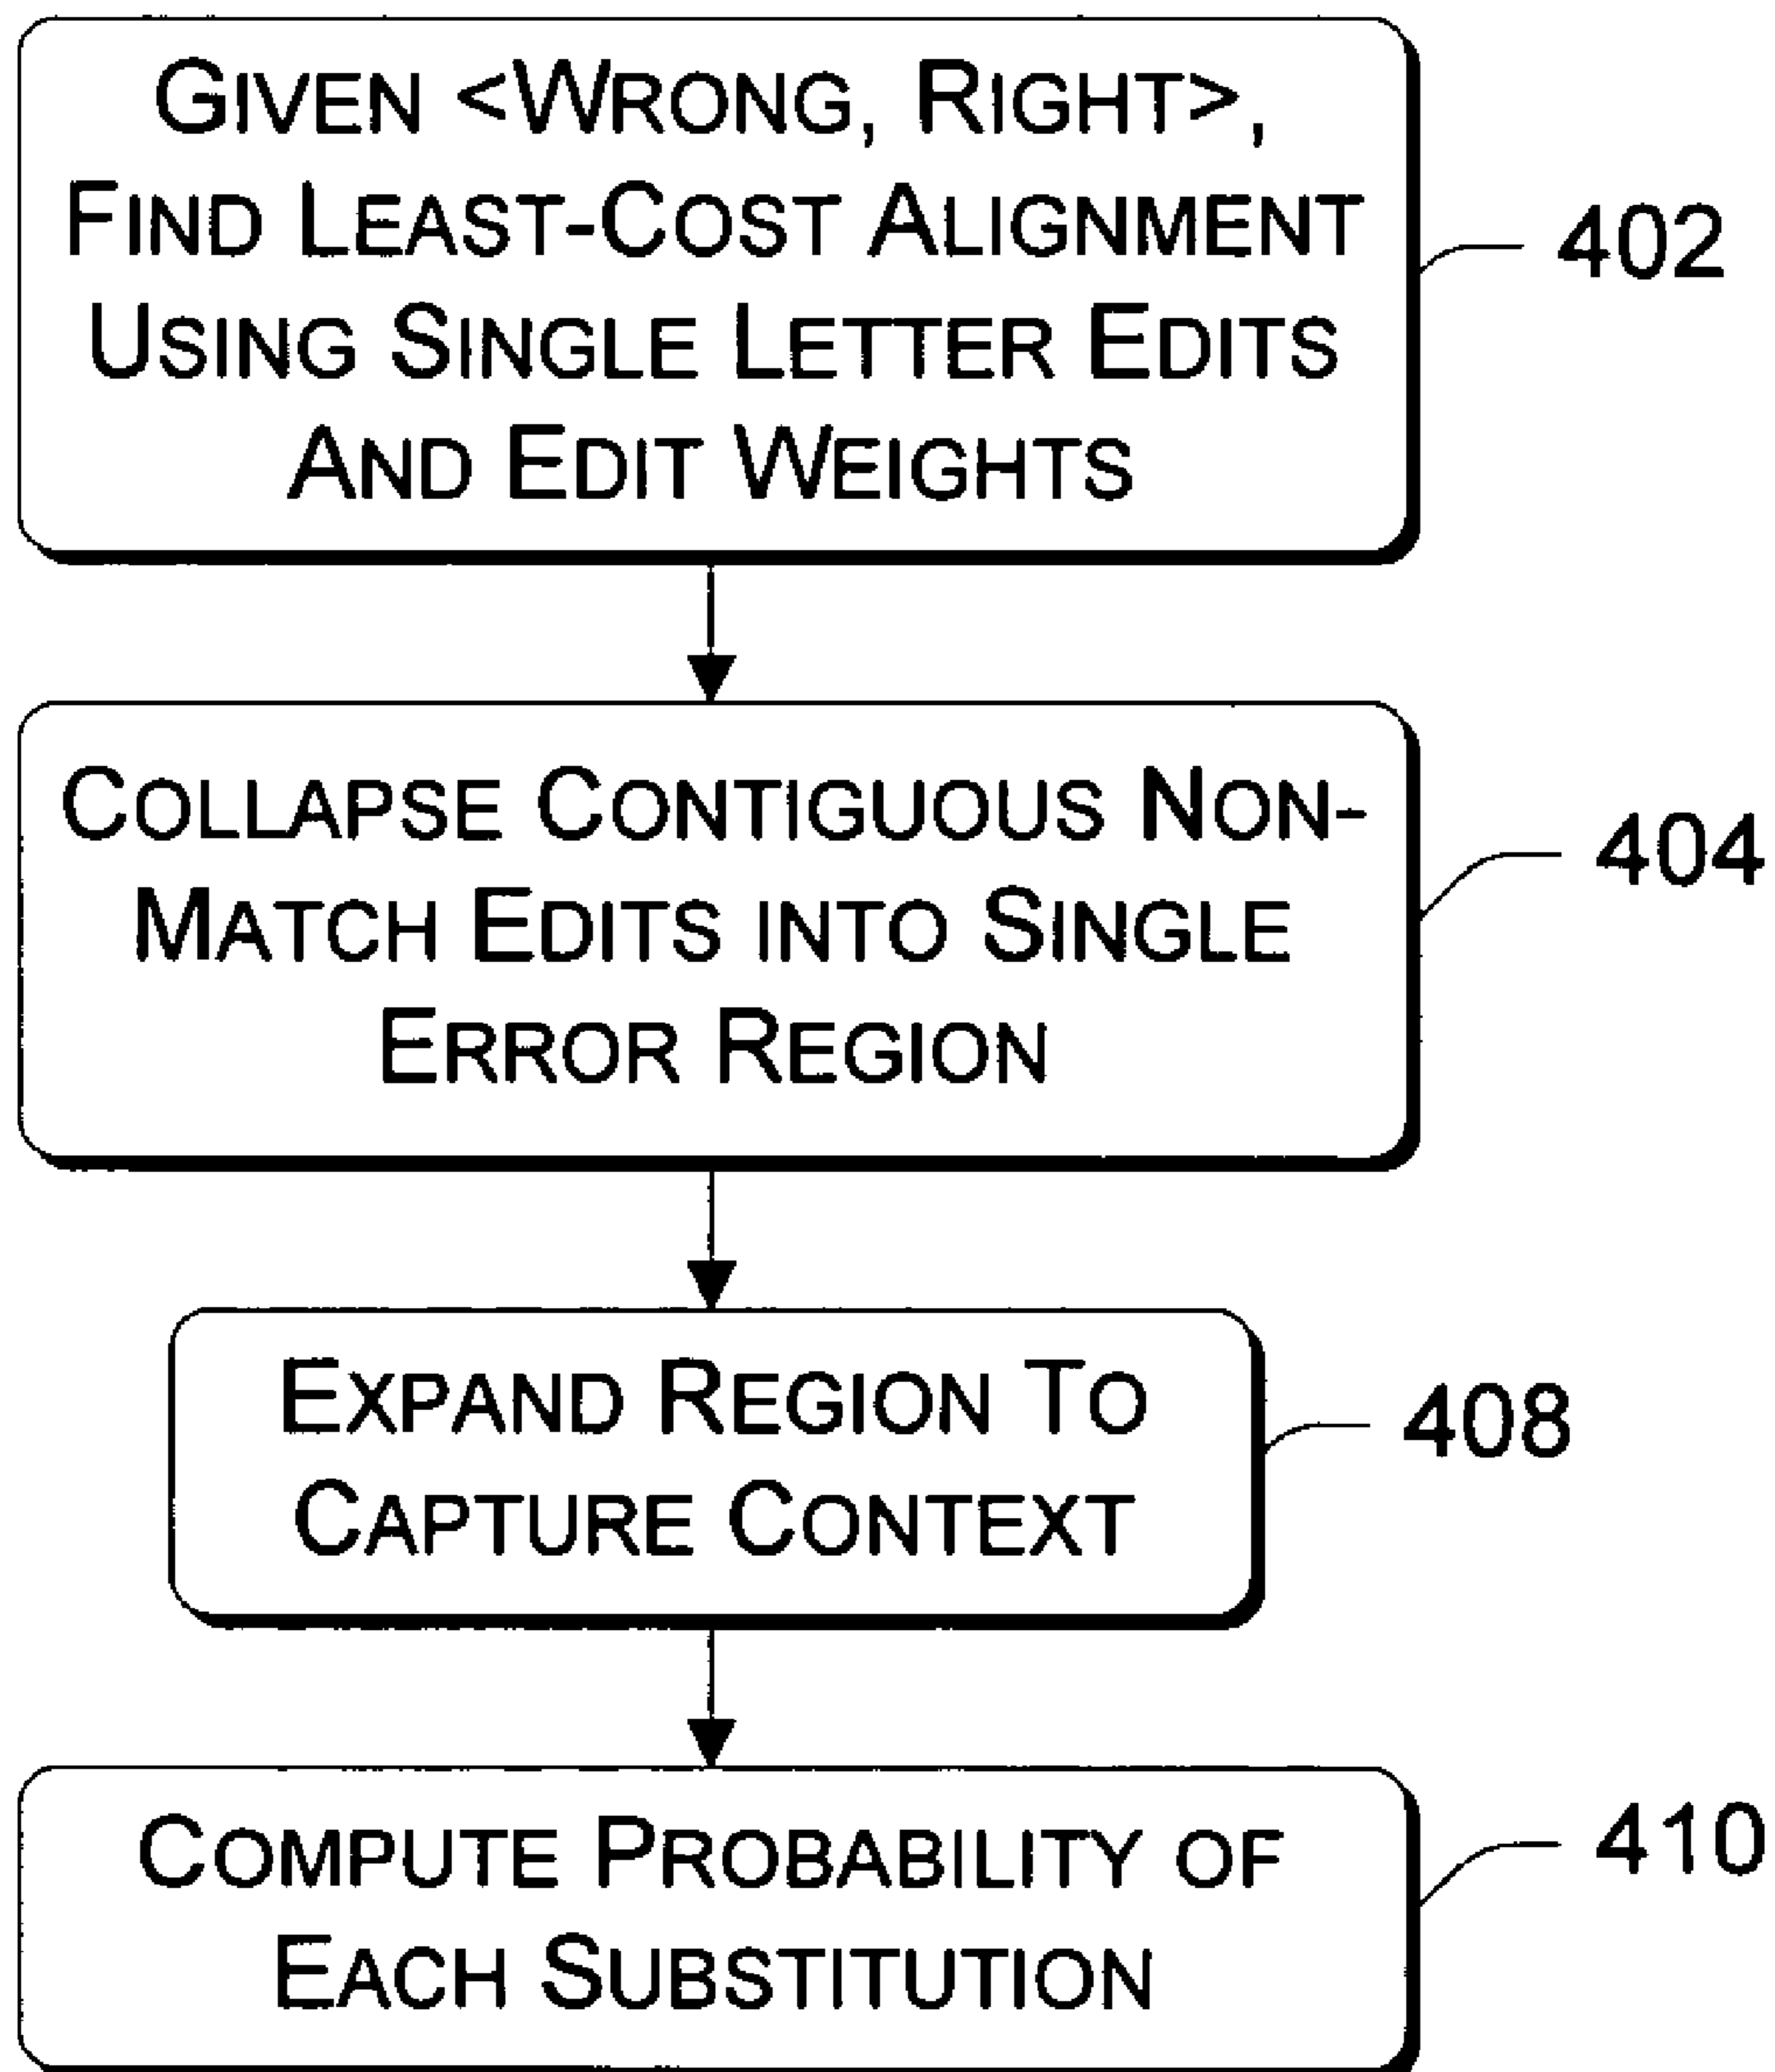 GIVEN <WRONG, RIGHT>,
FIND LEAST-COST ALIGNMENT
USING SINGLE LETTER EDITS
AND EDIT WEIGHTS
402
COLLAPSE CONTIGUOUS NON-
MATCH EDITS INTO SINGLE
ERROR REGION
404
EXPAND REGION TO
CAPTURE CONTEXT
408
COMPUTE PROBABILITY OF
EACH SUBSTITUTION
410